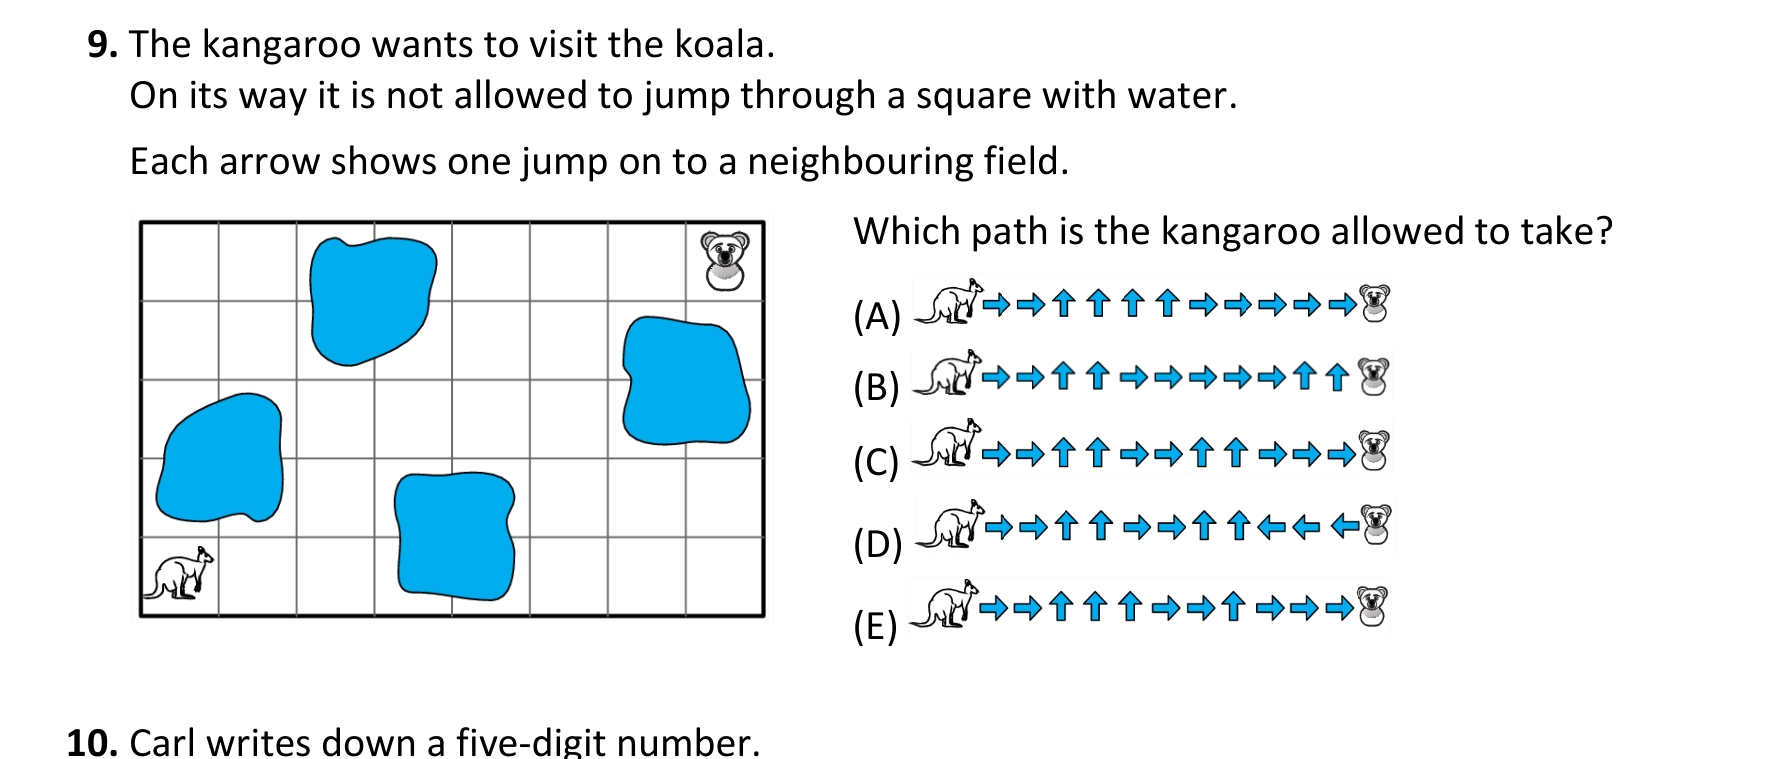 9. The kangaroo wants to visit the koala.
On its way it is not allowed to jump through a square with water.
Each arrow shows one jump on to a neighbouring field.
Which path is the kangaroo allowed to take?
(A)
(B)
(C)
(D)
(E)
10. Carl writes down a five-digit number.